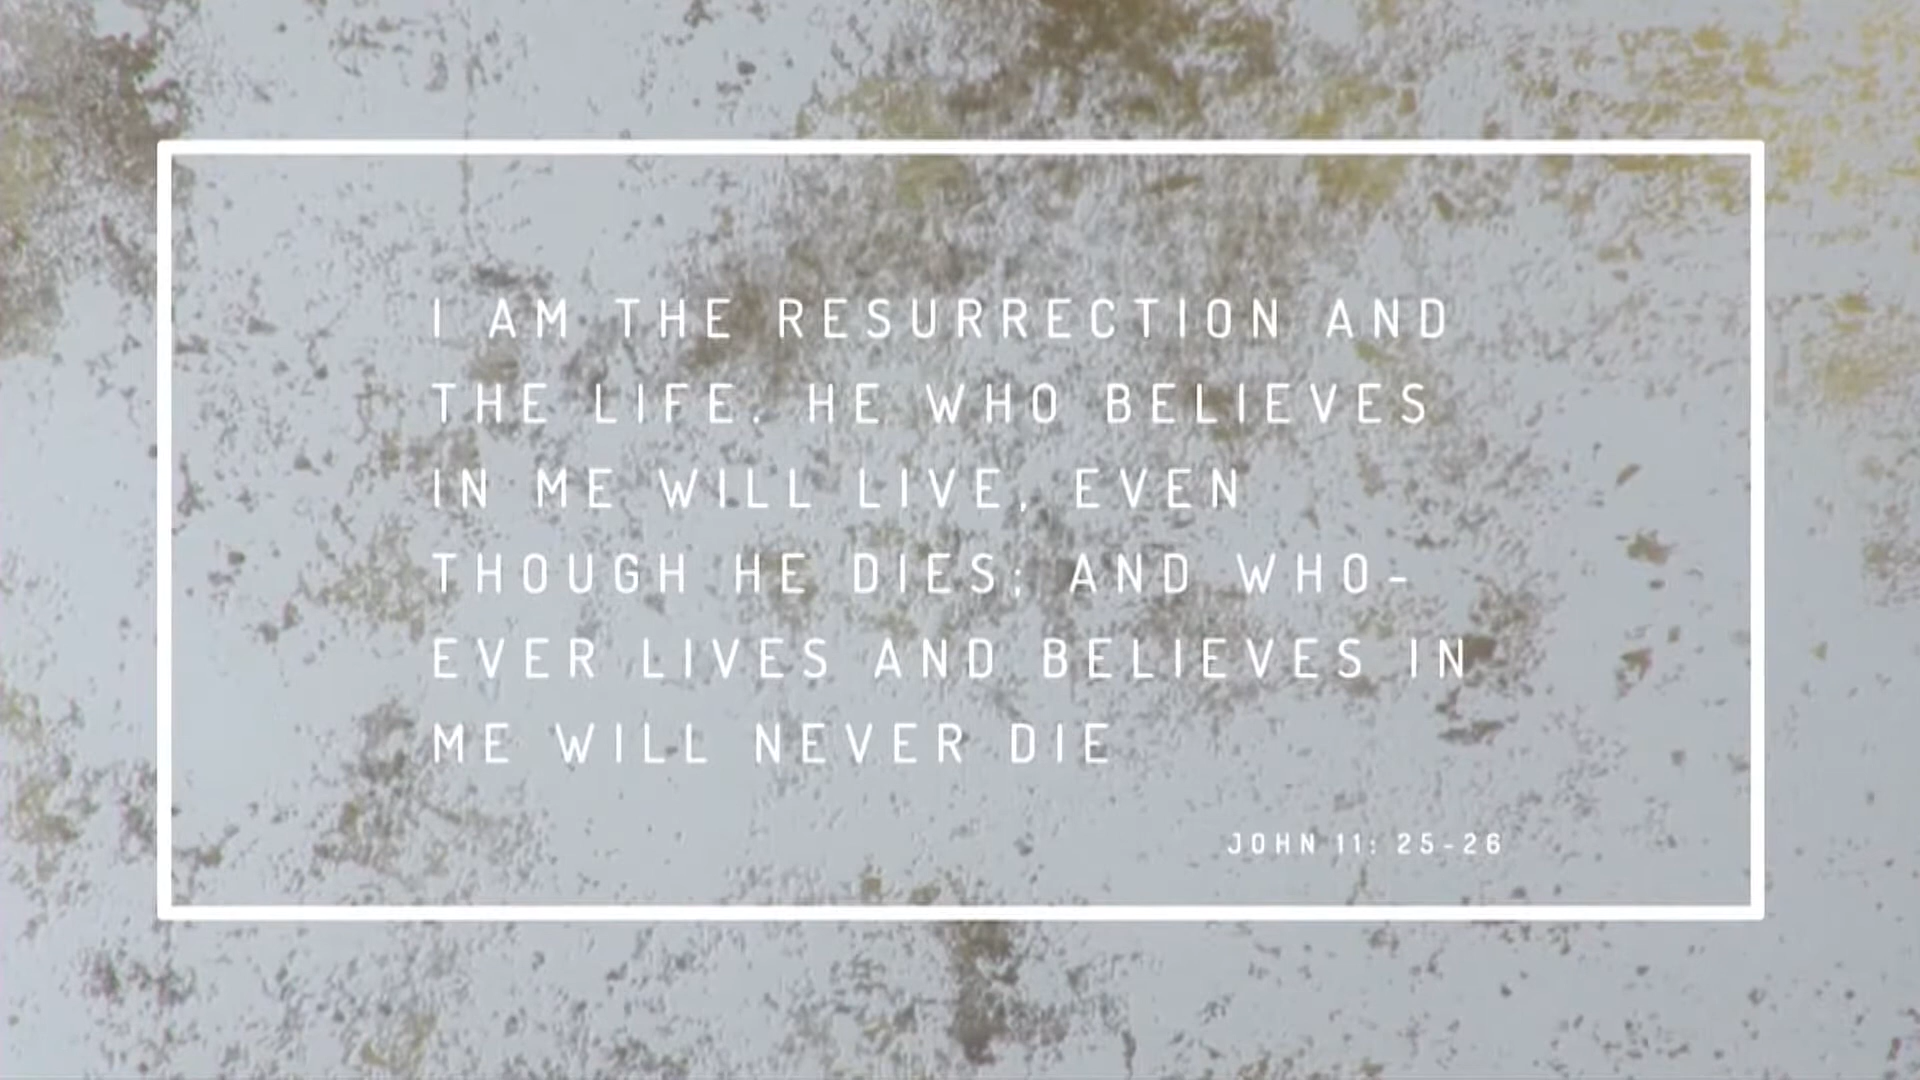 I AM THE RESURRECTION AND
THE LIFE. HE WHO BELIEVES
IN ME WILL LIVE, EVEN
THOUGH HE DIES; AND WHO-
EVER LIVES AND BELIEVES IN
ME WILL NEVER DIE
JOHN 11: 25-26